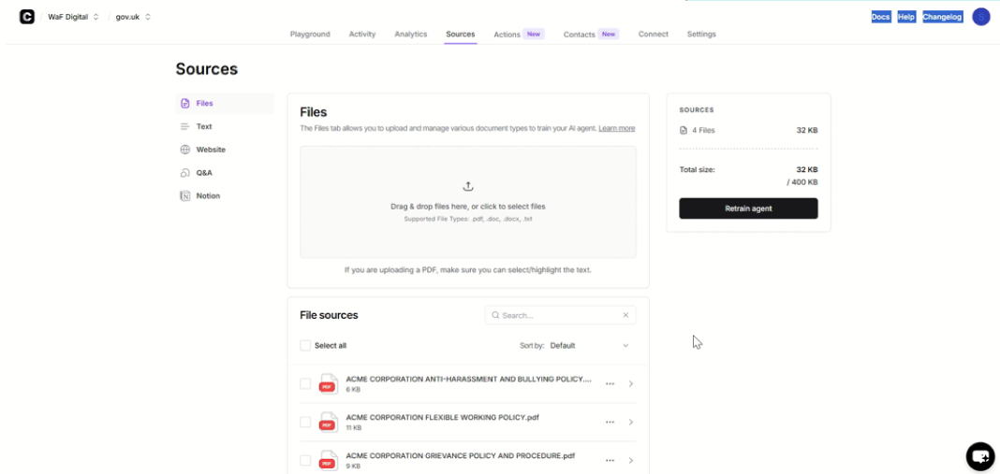 WaF Digital / gov.uk
Docs Help Changelog
S
Playground Activity Analytics Sources Actions New Contacts New Connect Settings
Sources
Files
Text
Website
Q&A
Notion
Files
The Files tab allows you to upload and manage various document types to train your AI agent. Learn more
Drag & drop files here, or click to select files
Supported File Types: .pdf, .doc, .docx, .txt
If you are uploading a PDF, make sure you can select/highlight the text.
SOURCES
4 Files 32 KB
Total size: 32 KB
/ 400 KB
Retrain agent
File sources
Search...
Select all
Sort by: Default
PDF
ACME CORPORATION ANTI-HARASSMENT AND BULLYING POLICY....
6 KB
PDF
ACME CORPORATION FLEXIBLE WORKING POLICY.pdf
11 KB
PDF
ACME CORPORATION GRIEVANCE POLICY AND PROCEDURE.pdf
9 KB